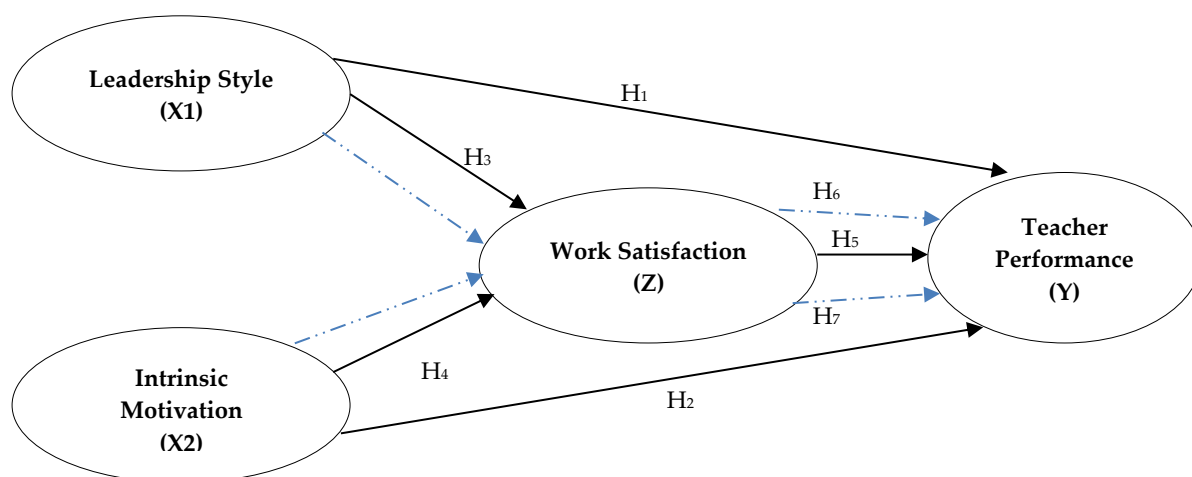 Leadership Style
(X1)
H1
H3
H6
Work Satisfaction
(Z)
H5
Teacher
Performance
(Y)
H7
H4
Intrinsic
Motivation
(X2)
H2